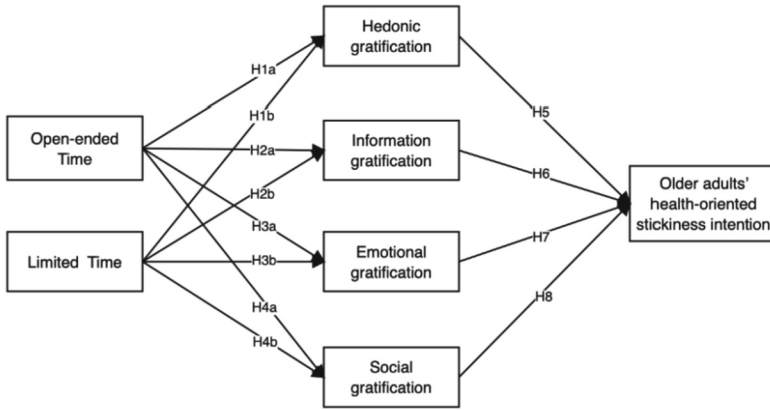 Hedonic
gratification
H1a
H1b
H5
Open-ended
Time
H2a
Information
gratification
H6
H2b
Older adults’
health-oriented
stickiness intention
H3a
H7
Limited Time
H3b
Emotional
gratification
H4a
H8
H4b
Social
gratification